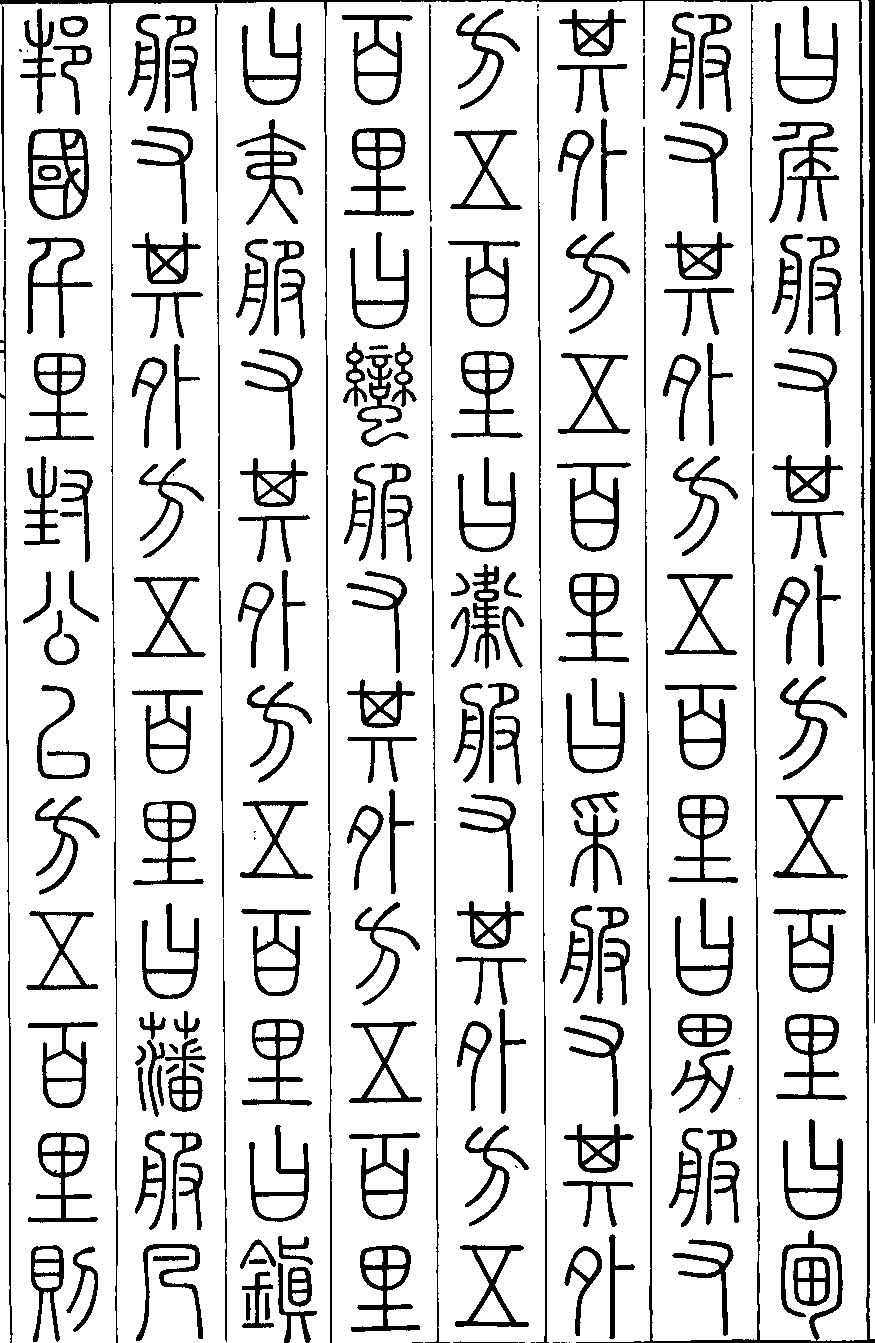 曰侯服又其外方五百里曰甸
服又其外方五百里曰男服又
其外方五百里曰采服又其外
方五百里曰衛服又其外方五
百里曰蠻服又其外方五百里
曰夷服又其外方五百里曰鎮
服又其外方五百里曰藩服凡
邦國千里封公以方五百里則